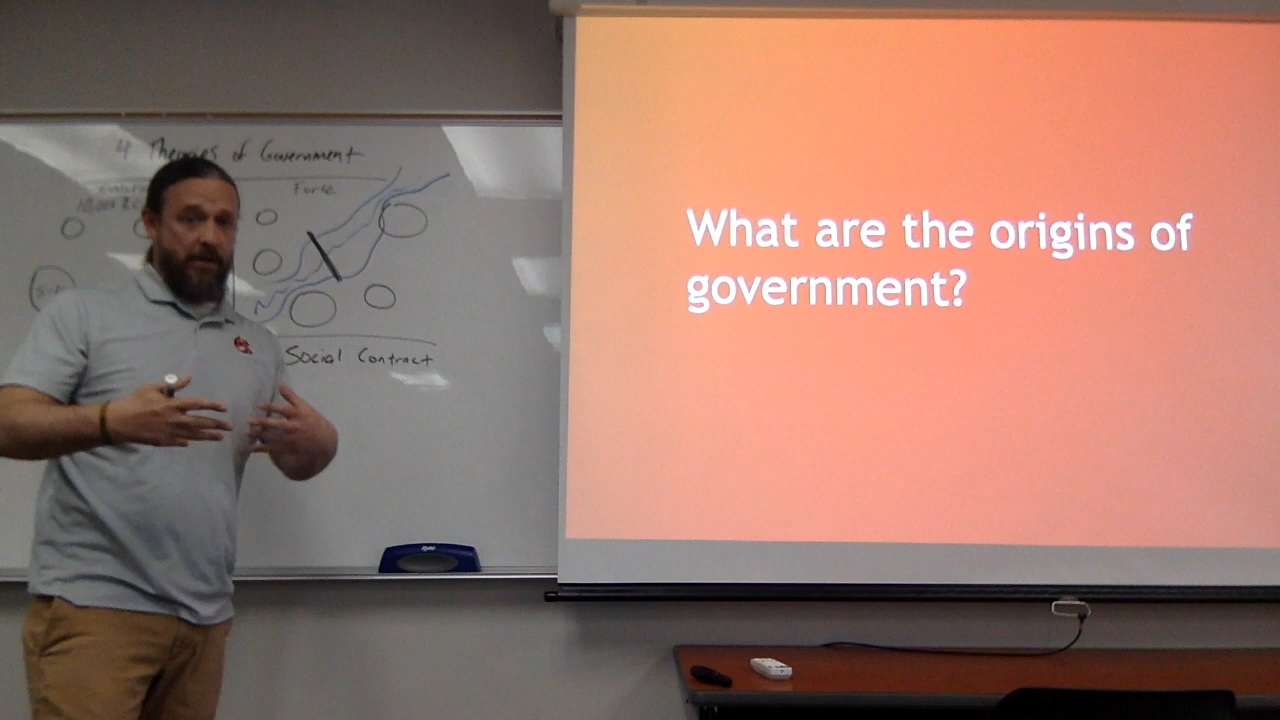 4 Theories of Government
Force
Social Contract
What are the origins of
government?